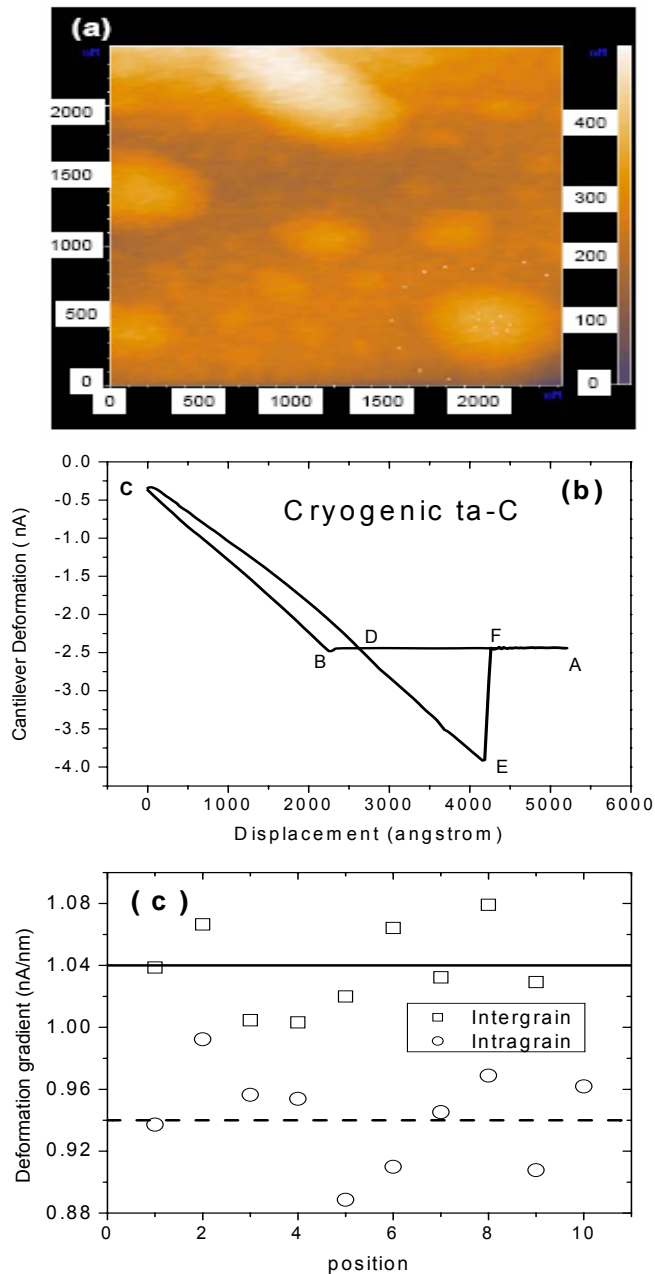 (a)
nM
nM
2000
400
1500
300
1000
200
500
100
0
0
0 500 1000 1500 2000
nM
0.0
C
(b)
-0.5
Cryogenic ta-C
-1.0
-1.5
-2.0
D
F
-2.5
B
A
-3.0
-3.5
-4.0
E
Cantilever Deformation ( nA)
0 1000 2000 3000 4000 5000 6000
Displacement (angstrom)
( c )
1.08
1.04
1.00
Intergrain
Intragrain
0.96
0.92
0.88
Deformation gradient (nA/nm)
0 2 4 6 8 10
position